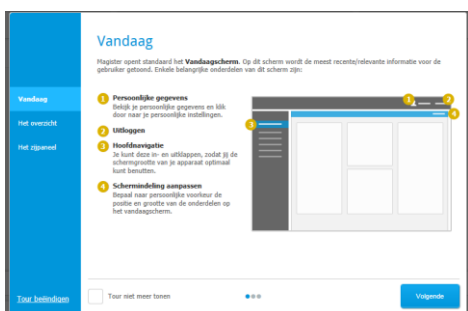 Vandaag
Magister opent standaard het Vandaagscherm. Op dit scherm wordt de meest recente/relevante informatie voor de
gebruiker getoond. Enkele belangrijke onderdelen van dit scherm zijn:
Vandaag
Het overzicht
Het zijpaneel
1 Persoonlijke gegevens
Bekijk je persoonlijke gegevens en klik
door naar je persoonlijke instellingen.
2 Uitloggen
3 Hoofdnavigatie
Je kunt deze in- en uitklappen, zodat jij de
schermgrootte van je apparaat optimaal
kunt benutten.
4 Schermindeling aanpassen
Bepaal naar persoonlijke voorkeur de
positie en grootte van de onderdelen op
het vandaagscherm.
1 2
3 4
Tour beëindigen
Tour niet meer tonen
Volgende